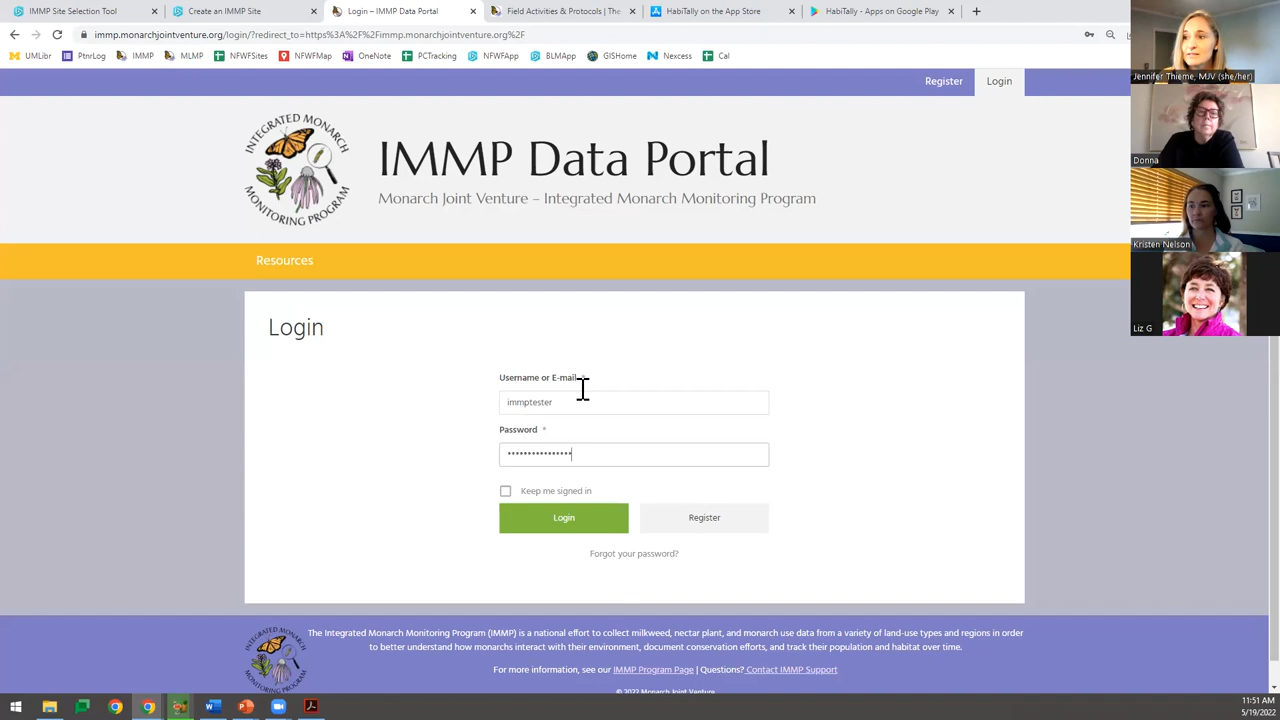 IMMP Site Selection Tool
Create an IMMP Site
Login – IMMP Data Portal
Field Activities & Protocols | The
HabiTally on the App Store
HabiTally - Apps on Google Play
immp.monarchjointventure.org/login/?redirect_to=https%3A%2F%2Fimmp.monarchjointventure.org%2F
UMLibr PtnrLog IMMP MLMP NFWFSites NFWFMap OneNote PCTracking NFWFApp BLMApp GISHome Nexcess Cal
Register Login
INTEGRATED MONARCH
MONITORING PROGRAM
IMMP Data Portal
Monarch Joint Venture – Integrated Monarch Monitoring Program
Resources
Login
Username or E-mail *
immptester
Password *
••••••••••••••••
Keep me signed in
Login Register
Forgot your password?
INTEGRATED MONARCH
MONITORING PROGRAM
The Integrated Monarch Monitoring Program (IMMP) is a national effort to collect milkweed, nectar plant, and monarch use data from a variety of land-use types and regions in order
to better understand how monarchs interact with their environment, document conservation efforts, and track their population and habitat over time.
For more information, see our IMMP Program Page | Questions? Contact IMMP Support
© 2022 Monarch Joint Venture
Jennifer Thieme, MJV (she/her)
Donna
Kristen Nelson
Liz G
11:51 AM
5/19/2022